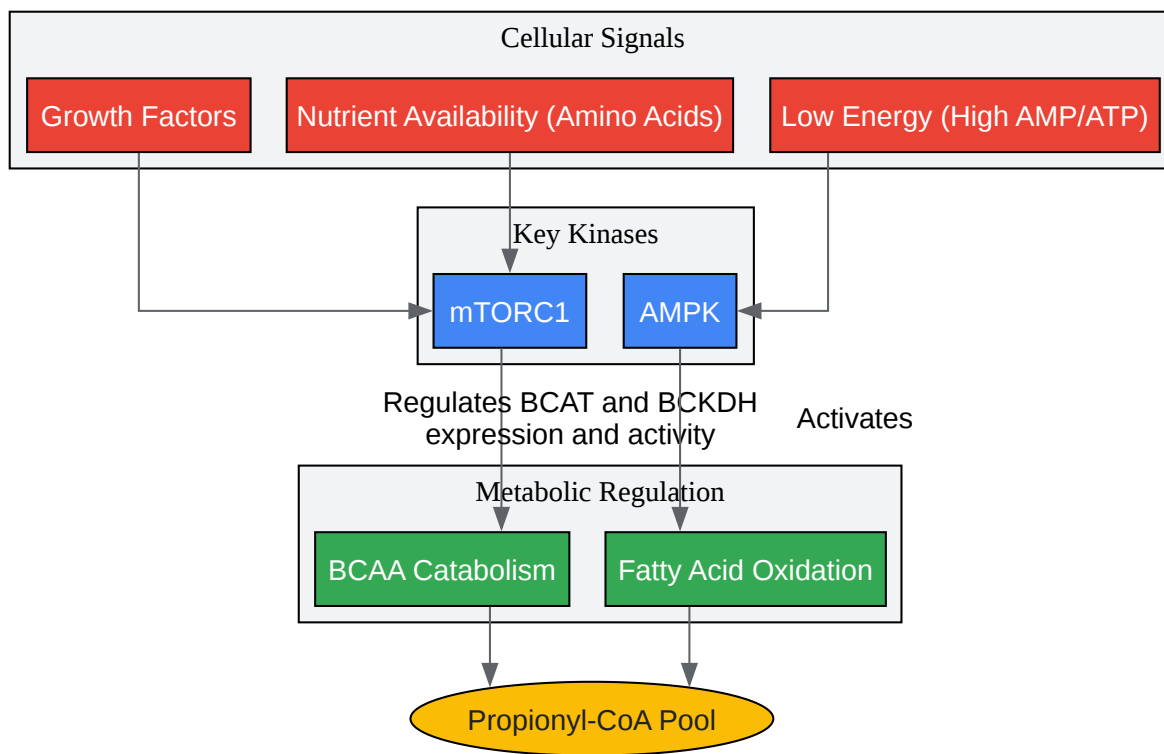 Cellular Signals
Growth Factors
Nutrient Availability (Amino Acids)
Low Energy (High AMP/ATP)
Key Kinases
mTORC1
AMPK
Regulates BCAT and BCKDH
expression and activity
Activates
Metabolic Regulation
BCAA Catabolism
Fatty Acid Oxidation
Propionyl-CoA Pool